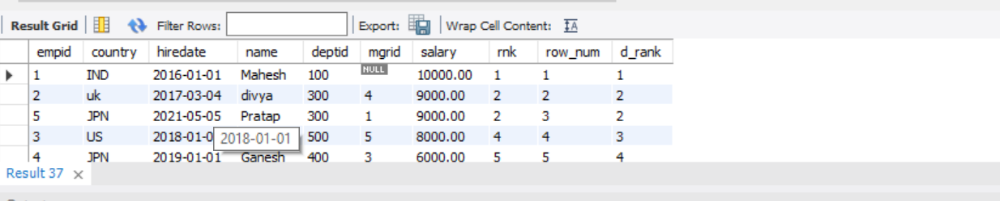 Result Grid Filter Rows: Export: Wrap Cell Content: IA
empid country hiredate name deptid mgrid salary rnk row_num d_rank
1 IND 2016-01-01 Mahesh 100 NULL 10000.00 1 1 1
2 uk 2017-03-04 divya 300 4 9000.00 2 2 2
5 JPN 2021-05-05 Pratap 300 1 9000.00 2 3 2
3 US 2018-01-0 2018-01-01 500 5 8000.00 4 4 3
4 JPN 2019-01-01 Ganesh 400 3 6000.00 5 5 4
Result 37 ×